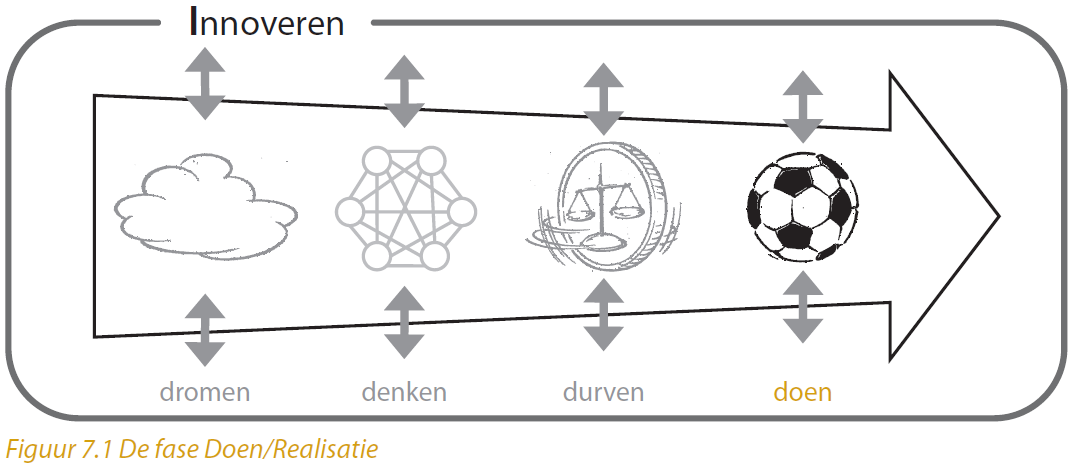 Innoveren
dromen denken durven doen
Figuur 7.1 De fase Doen/Realisatie